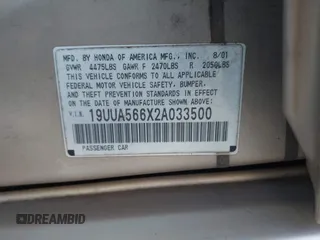 MFD. BY HONDA OF AMERICA MFG., INC. 8/01
GVWR 4475LBS GAWR F 2470LBS R 2050LBS
THIS VEHICLE CONFORMS TO ALL APPLICABLE
FEDERAL MOTOR VEHICLE SAFETY, BUMPER,
AND THEFT PREVENTION STANDARDS IN EFFECT
ON THE DATE OF MANUFACTURE SHOWN ABOVE.
V.I.N. 19UUA566X2A033500
PASSENGER CAR
DREAMBID